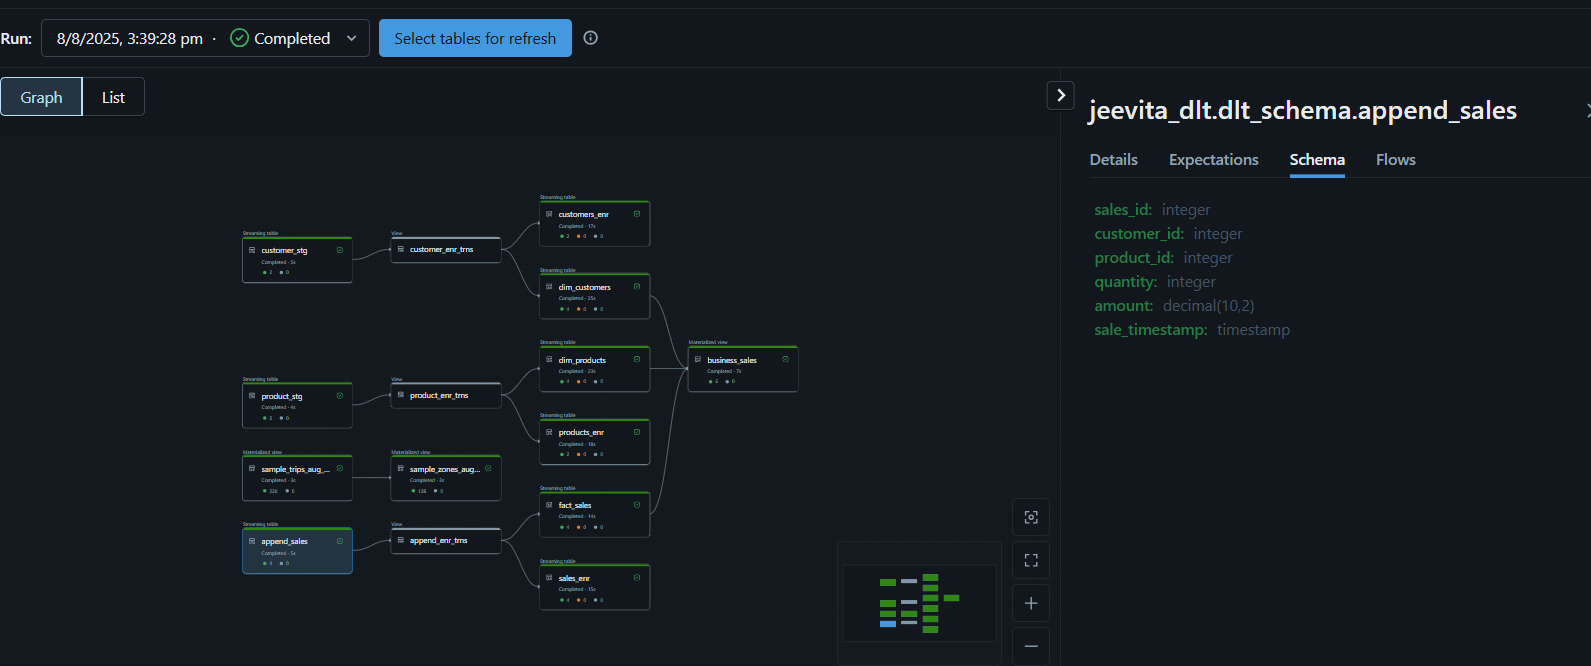 Run: 8/8/2025, 3:39:28 pm · Completed Select tables for refresh
Graph List
jeevita_dlt.dlt_schema.append_sales
Details Expectations Schema Flows
sales_id: integer
customer_id: integer
product_id: integer
quantity: integer
amount: decimal(10,2)
sale_timestamp: timestamp
Streaming table
customer_stg
Completed · 5s
2 0
View
customer_enr_trns
Streaming table
customers_enr
Completed · 17s
2 0 0
Streaming table
dim_customers
Completed · 25s
4 0 0
Streaming table
dim_products
Completed · 23s
4 0 0
Materialized view
business_sales
Completed · 7s
6 0
Streaming table
product_stg
Completed · 4s
2 0
View
product_enr_trns
Streaming table
products_enr
Completed · 18s
2 0 0
Materialized view
sample_trips_aug_...
Completed · 3s
22K 0
Materialized view
sample_zones_aug...
Completed · 3s
128 0
Streaming table
fact_sales
Completed · 14s
4 0 0
Streaming table
append_sales
Completed · 5s
4 0
View
append_enr_trns
Streaming table
sales_enr
Completed · 15s
4 0 0